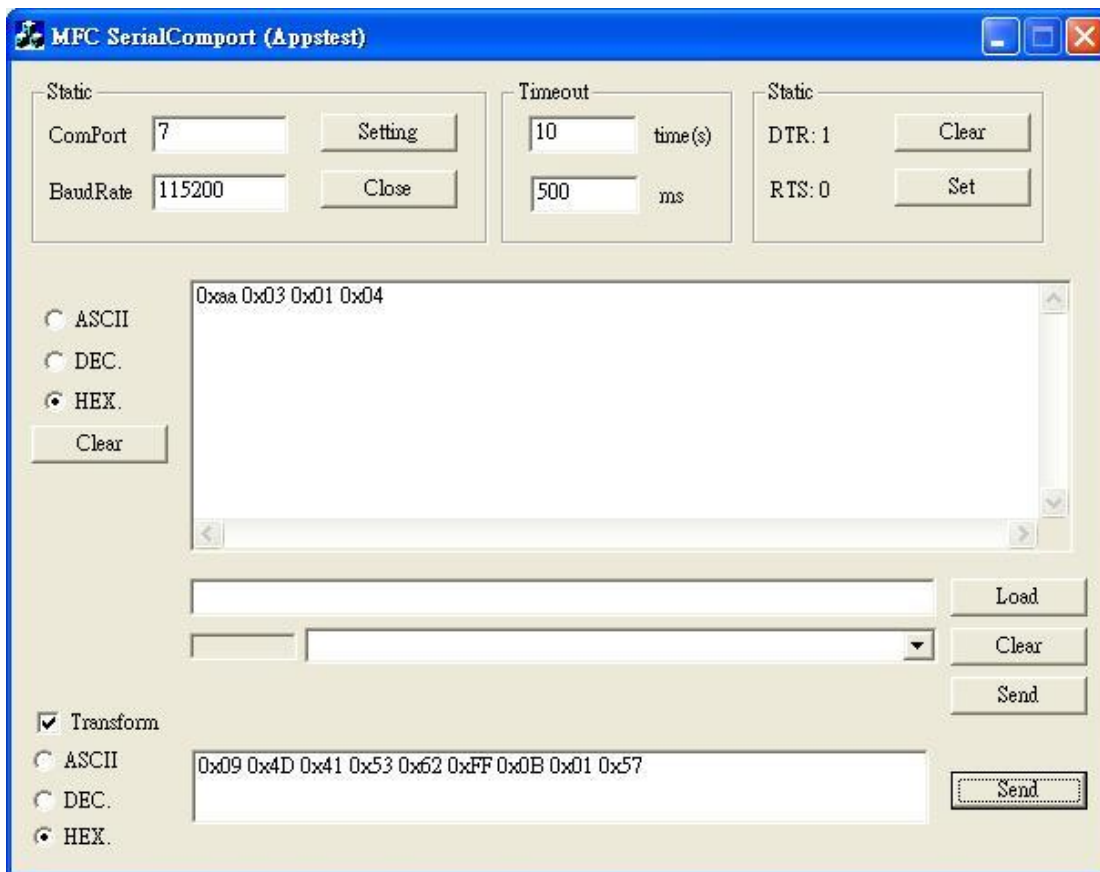 MFC SerialComport (Appstest)
Static
ComPort 7 Setting
BaudRate 115200 Close
Timeout
10 time(s)
500 ms
Static
DTR: 1 Clear
RTS: 0 Set
ASCII
DEC.
HEX.
Clear
0xaa 0x03 0x01 0x04
Load
Clear
Send
Transform
ASCII
DEC.
HEX.
0x09 0x4D 0x41 0x53 0x62 0xFF 0x0B 0x01 0x57
Send